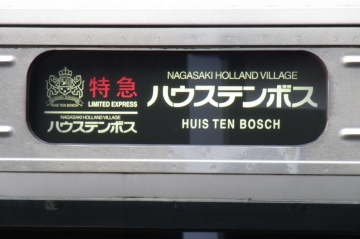 HUIS TEN BOSCH
特急
LIMITED EXPRESS
NAGASAKI HOLLAND VILLAGE
ハウステンボス
NAGASAKI HOLLAND VILLAGE
ハウステンボス
HUIS TEN BOSCH